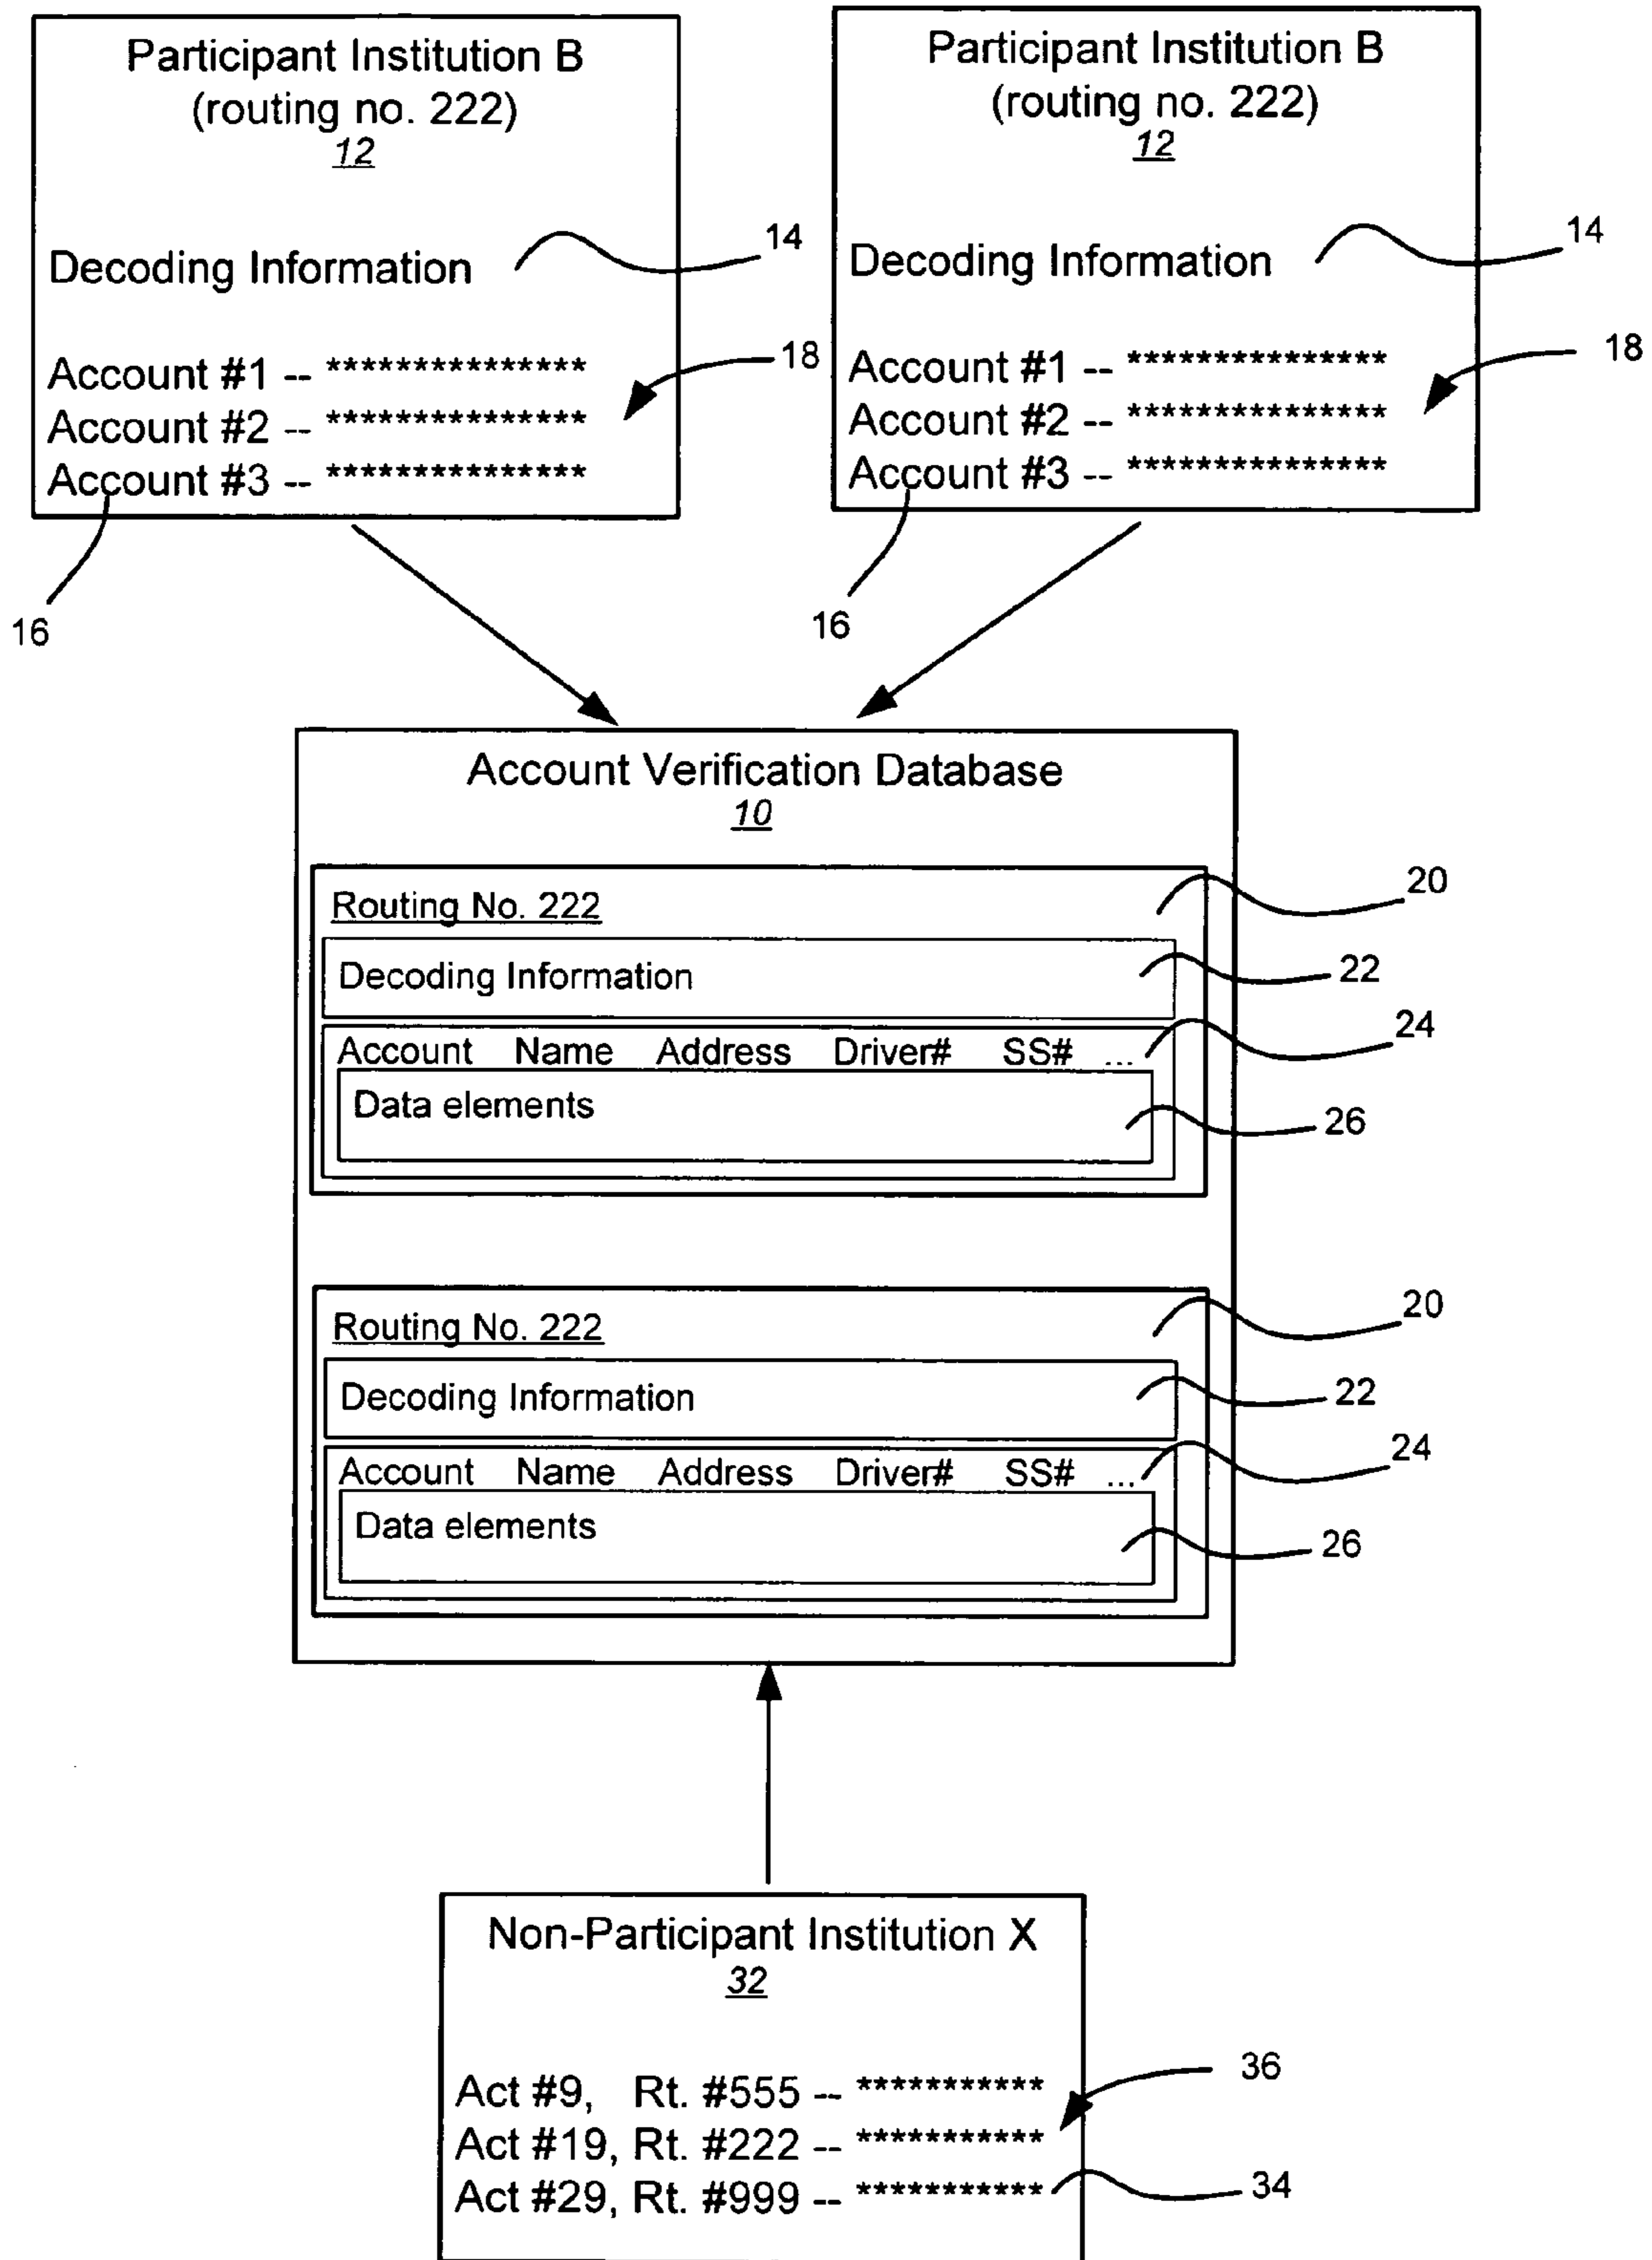 Participant Institution B
(routing no. 222)
12
Decoding Information
14
Account #1 -- ***************
18
Account #2 -- ***************
Account #3 -- ***************
16
Participant Institution B
(routing no. 222)
12
Decoding Information
14
Account #1 -- ***************
18
Account #2 -- ***************
Account #3 -- ***************
16
Account Verification Database
10
Routing No. 222
20
Decoding Information
22
Account Name Address Driver# SS# ...
24
Data elements
26
Routing No. 222
20
Decoding Information
22
Account Name Address Driver# SS# ...
24
Data elements
26
Non-Participant Institution X
32
Act #9, Rt. #555 -- ***********
36
Act #19, Rt. #222 -- ***********
Act #29, Rt. #999 -- ***********
34